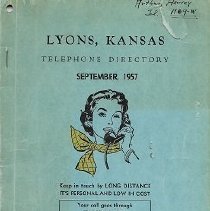 LYONS, KANSAS
TELEPHONE DIRECTORY
SEPTEMBER 1957
Keep in touch by LONG DISTANCE
IT'S PERSONAL AND LOW IN COST
Your call goes through